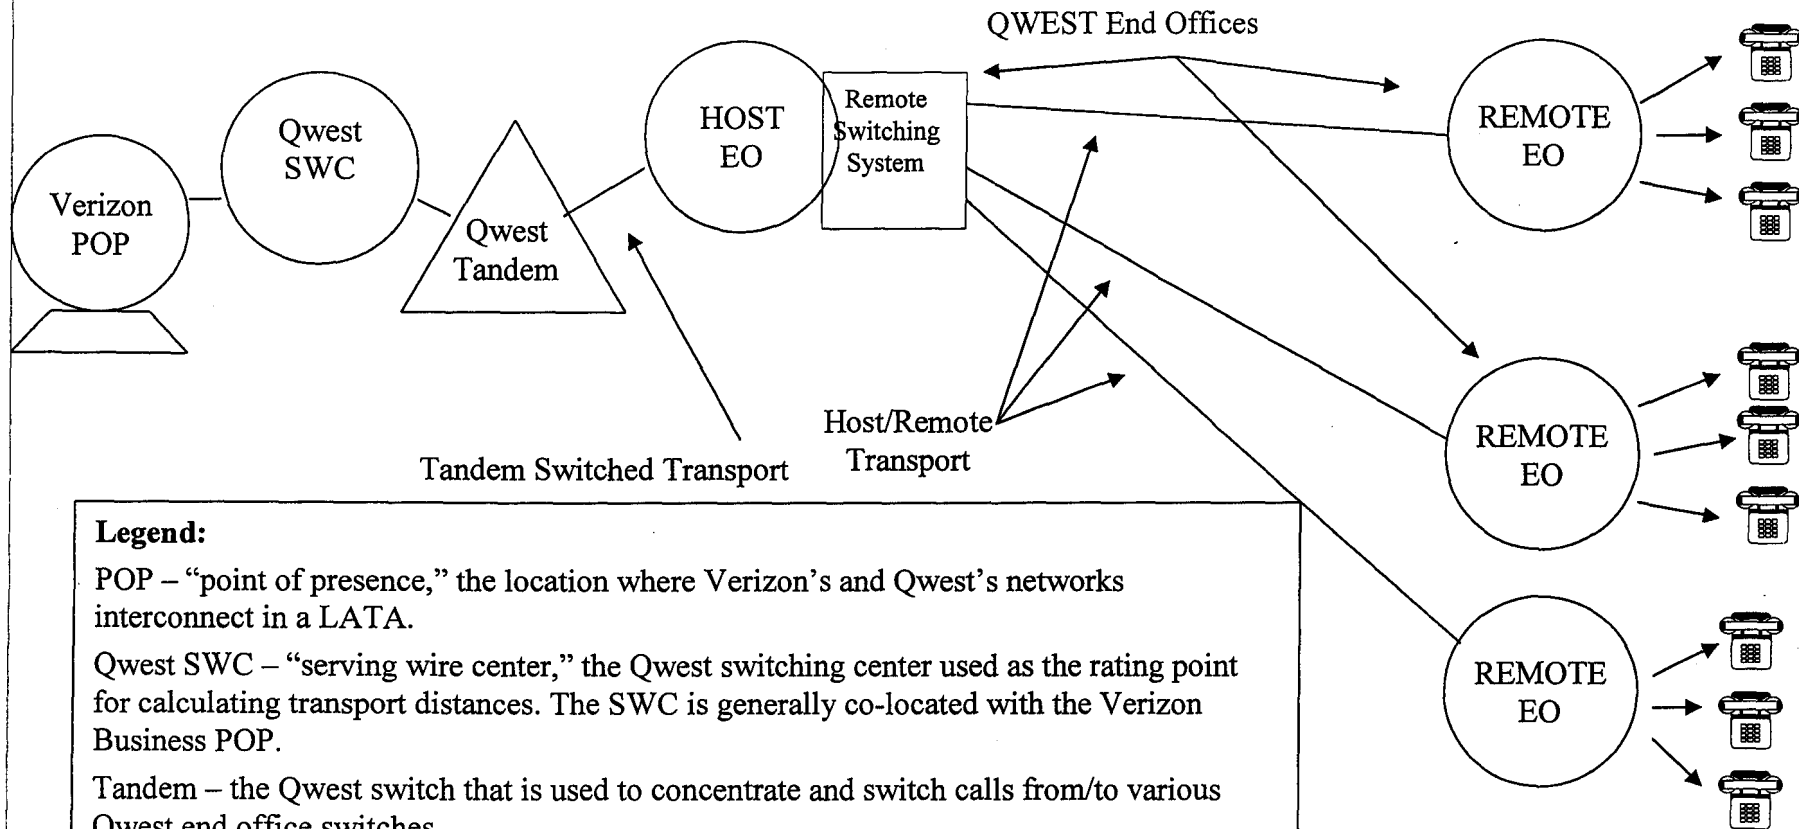 QWEST End Offices
Verizon
POP
Qwest
SWC
Qwest
Tandem
HOST
EO
Remote
Switching
System
REMOTE
EO
REMOTE
EO
REMOTE
EO
Host/Remote
Transport
Tandem Switched Transport
Legend:
POP – “point of presence,” the location where Verizon’s and Qwest’s networks
interconnect in a LATA.
Qwest SWC – “serving wire center,” the Qwest switching center used as the rating point
for calculating transport distances. The SWC is generally co-located with the Verizon
Business POP.
Tandem – the Qwest switch that is used to concentrate and switch calls from/to various
Qwest end office switches